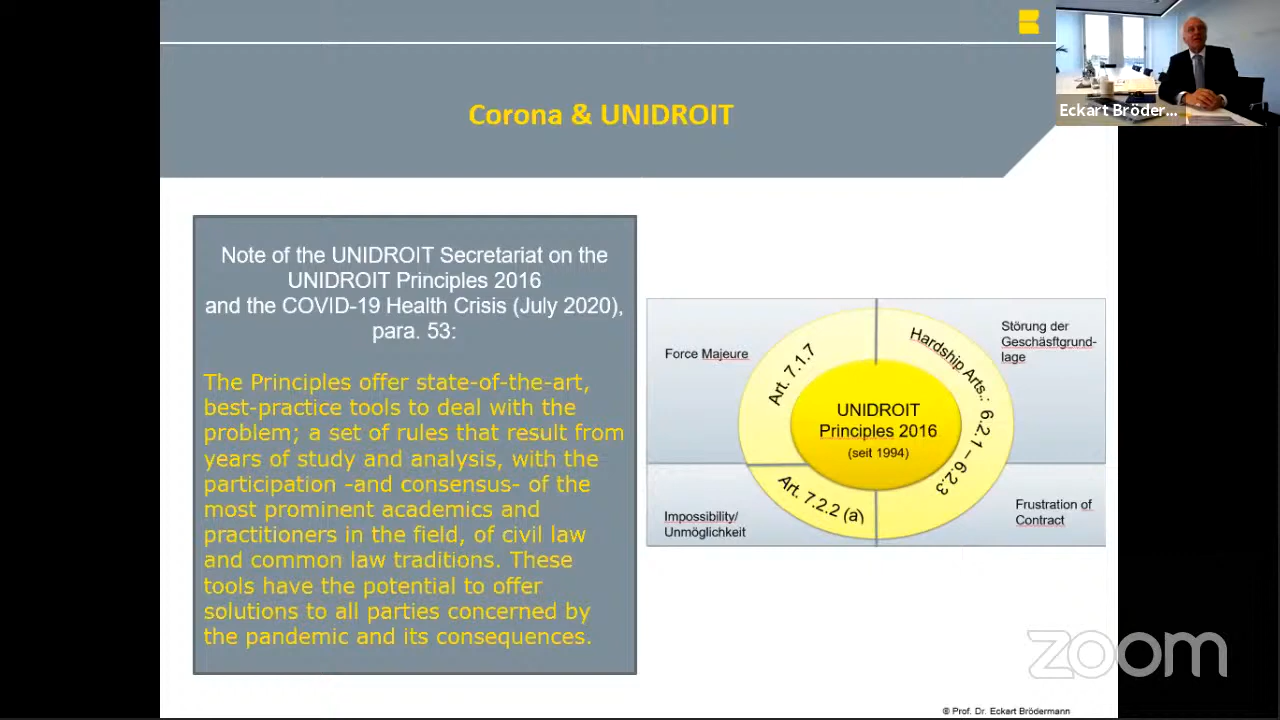 Corona & UNIDROIT
Eckart Bröder...
Note of the UNIDROIT Secretariat on the
UNIDROIT Principles 2016
and the COVID-19 Health Crisis (July 2020),
para. 53:
The Principles offer state-of-the-art,
best-practice tools to deal with the
problem; a set of rules that result from
years of study and analysis, with the
participation -and consensus- of the
most prominent academics and
practitioners in the field, of civil law
and common law traditions. These
tools have the potential to offer
solutions to all parties concerned by
the pandemic and its consequences.
Force Majeure
Art. 7.1.7
Hardship Arts.: 6.2.1 – 6.2.3
Störung der
Geschäsftgrund-
lage
UNIDROIT
Principles 2016
(seit 1994)
Impossibility/
Unmöglichkeit
Art. 7.2.2 (a)
Frustration of
Contract
zoom
© Prof. Dr. Eckart Brödermann